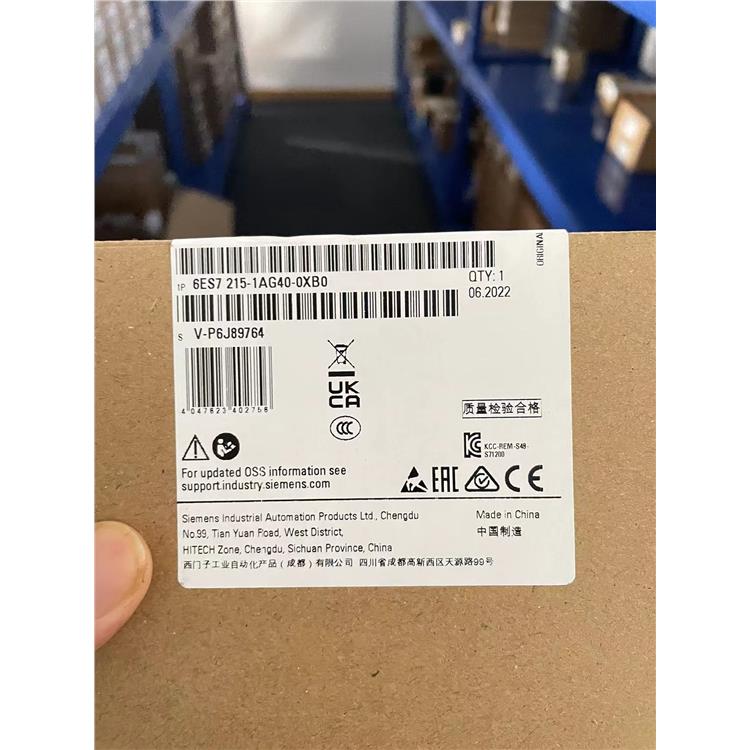 1P 6ES7 215-1AG40-0XB0
QTY: 1
06.2022
ORIGINAL
S V-P6J89764
4 047623 402756
UK
CA
CCC
质量检验合格
KCC-REM-S49-
S71200
For updated OSS information see
support.industry.siemens.com
EAC CE
Siemens Industrial Automation Products Ltd., Chengdu
No.99, Tian Yuan Road, West District,
HITECH Zone, Chengdu, Sichuan Province, China
西门子工业自动化产品（成都）有限公司 四川省成都高新西区天源路99号
Made in China
中国制造